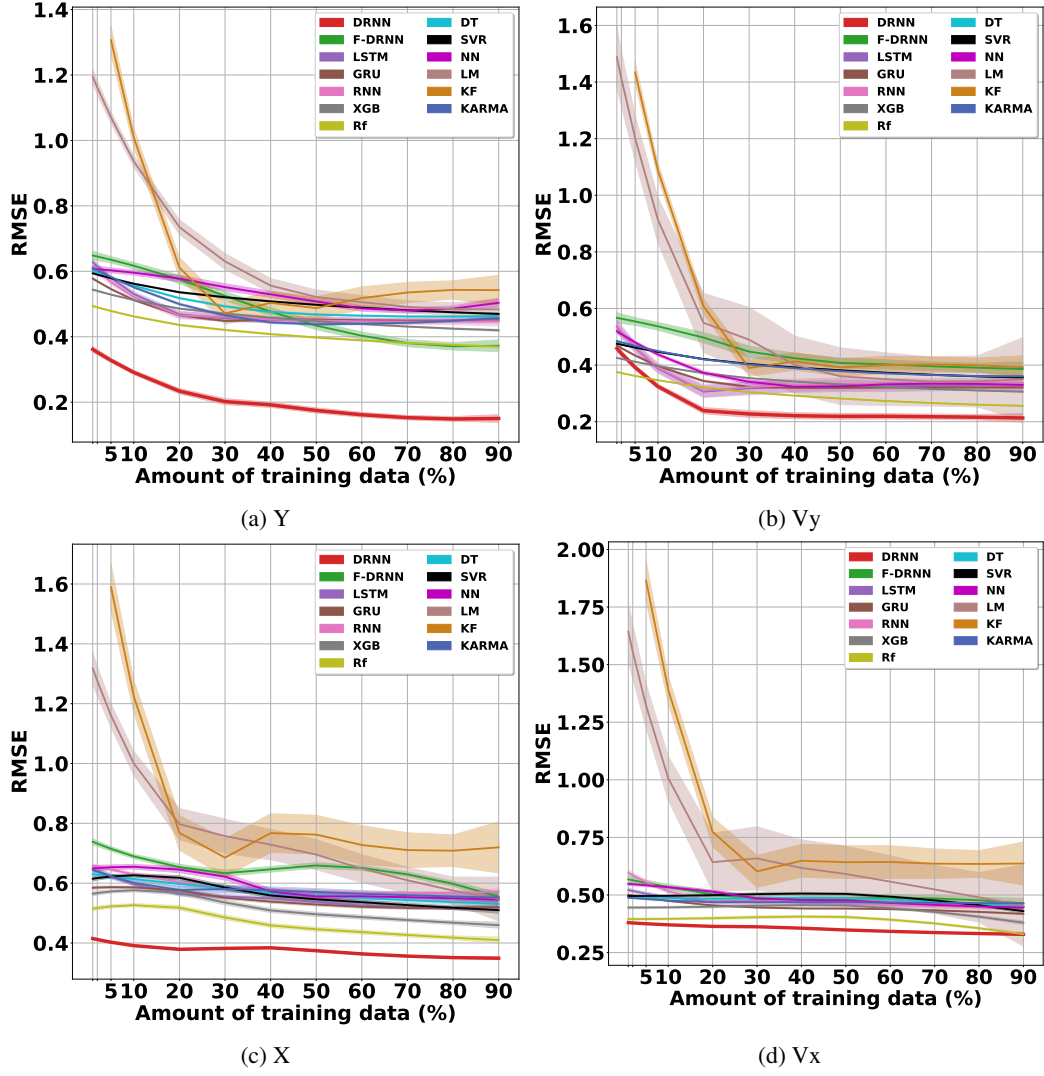 1.4
1.2
1.0
0.8
0.6
0.4
0.2
RMSE
DRNN
F-DRNN
LSTM
GRU
RNN
XGB
Rf
DT
SVR
NN
LM
KF
KARMA
5 10 20 30 40 50 60 70 80 90
Amount of training data (%)
(a) Y
1.6
1.4
1.2
1.0
0.8
0.6
0.4
0.2
RMSE
DRNN
F-DRNN
LSTM
GRU
RNN
XGB
Rf
DT
SVR
NN
LM
KF
KARMA
5 10 20 30 40 50 60 70 80 90
Amount of training data (%)
(b) Vy
1.6
1.4
1.2
1.0
0.8
0.6
0.4
RMSE
DRNN
F-DRNN
LSTM
GRU
RNN
XGB
Rf
DT
SVR
NN
LM
KF
KARMA
5 10 20 30 40 50 60 70 80 90
Amount of training data (%)
(c) X
2.00
1.75
1.50
1.25
1.00
0.75
0.50
0.25
RMSE
DRNN
F-DRNN
LSTM
GRU
RNN
XGB
Rf
DT
SVR
NN
LM
KF
KARMA
5 10 20 30 40 50 60 70 80 90
Amount of training data (%)
(d) Vx